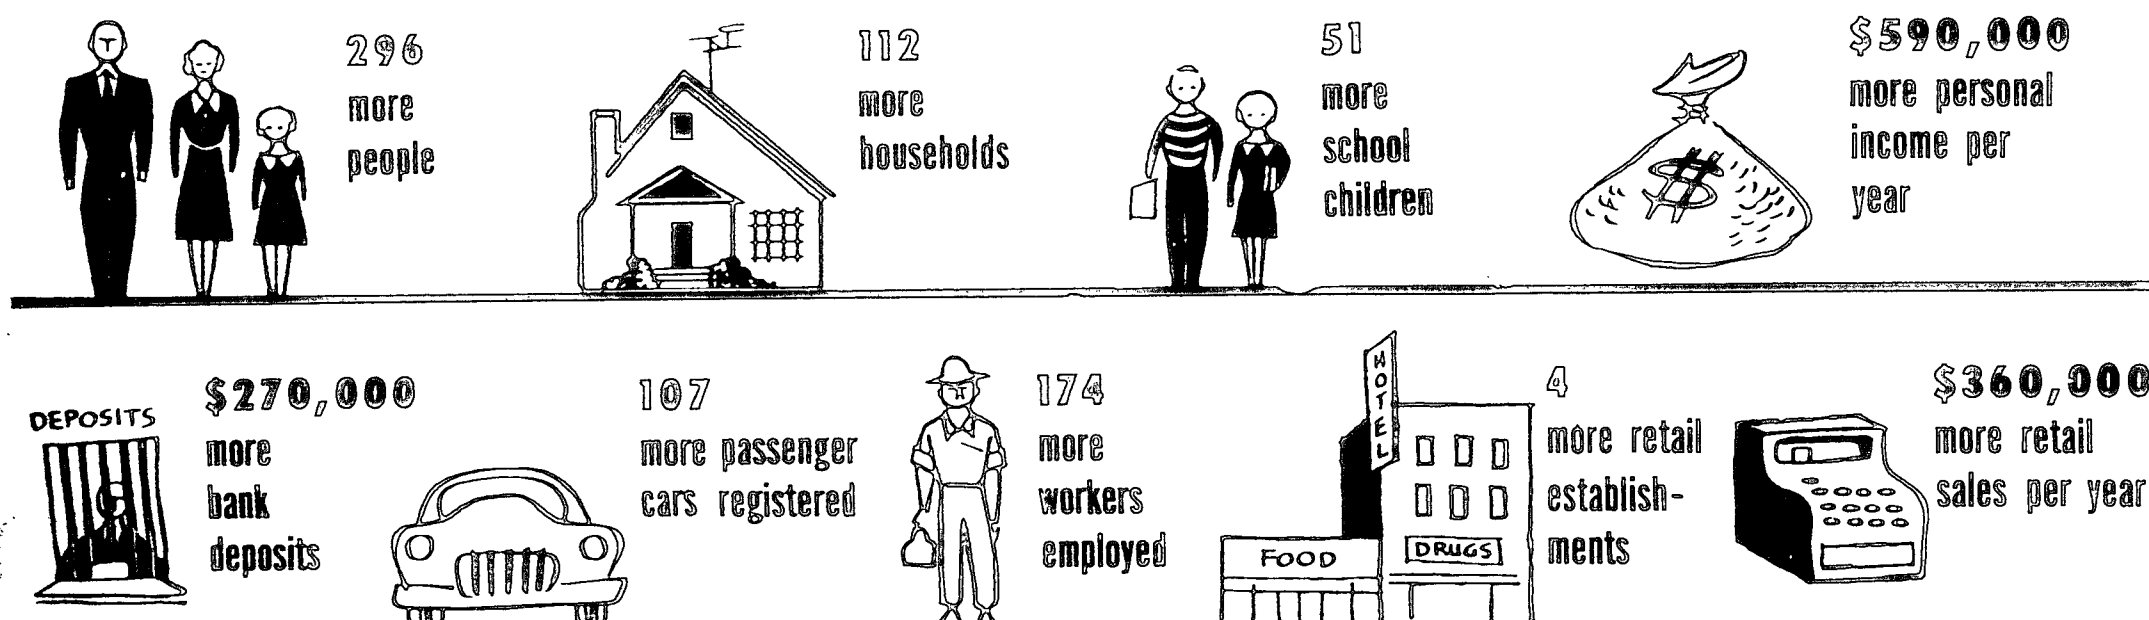 296
more
people
112
more
households
51
more
school
children
$590,000
more personal
income per
year
DEPOSITS
$270,000
more
bank
deposits
107
more passenger
cars registered
174
more
workers
employed
HOTEL
FOOD
DRUGS
4
more retail
establish-
ments
$360,000
more retail
sales per year